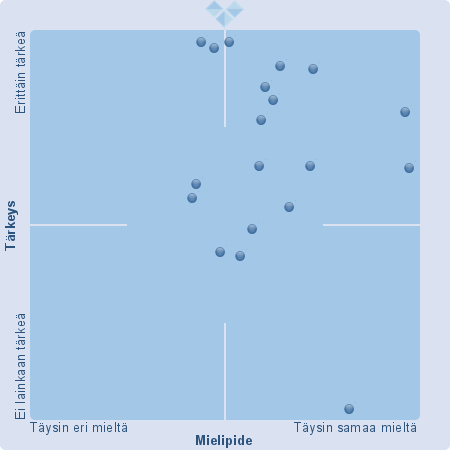 Erittäin tärkeä
Tärkeys
Ei lainkaan tärkeä
Täysin eri mieltä
Täysin samaa mieltä
Mielipide